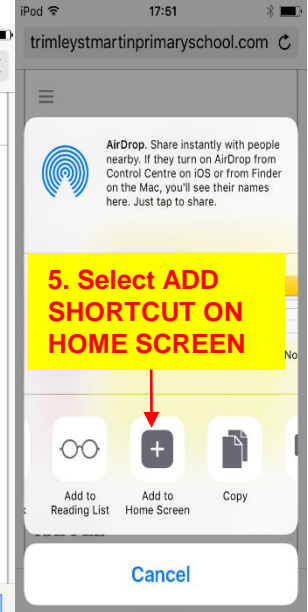 iPod 17:51
trimleystmartinprimaryschool.com
AirDrop. Share instantly with people
nearby. If they turn on AirDrop from
Control Centre on iOS or from Finder
on the Mac, you'll see their names
here. Just tap to share.
5. Select ADD
SHORTCUT ON
HOME SCREEN
No
Add to
Reading List
Add to
Home Screen
Copy
Cancel